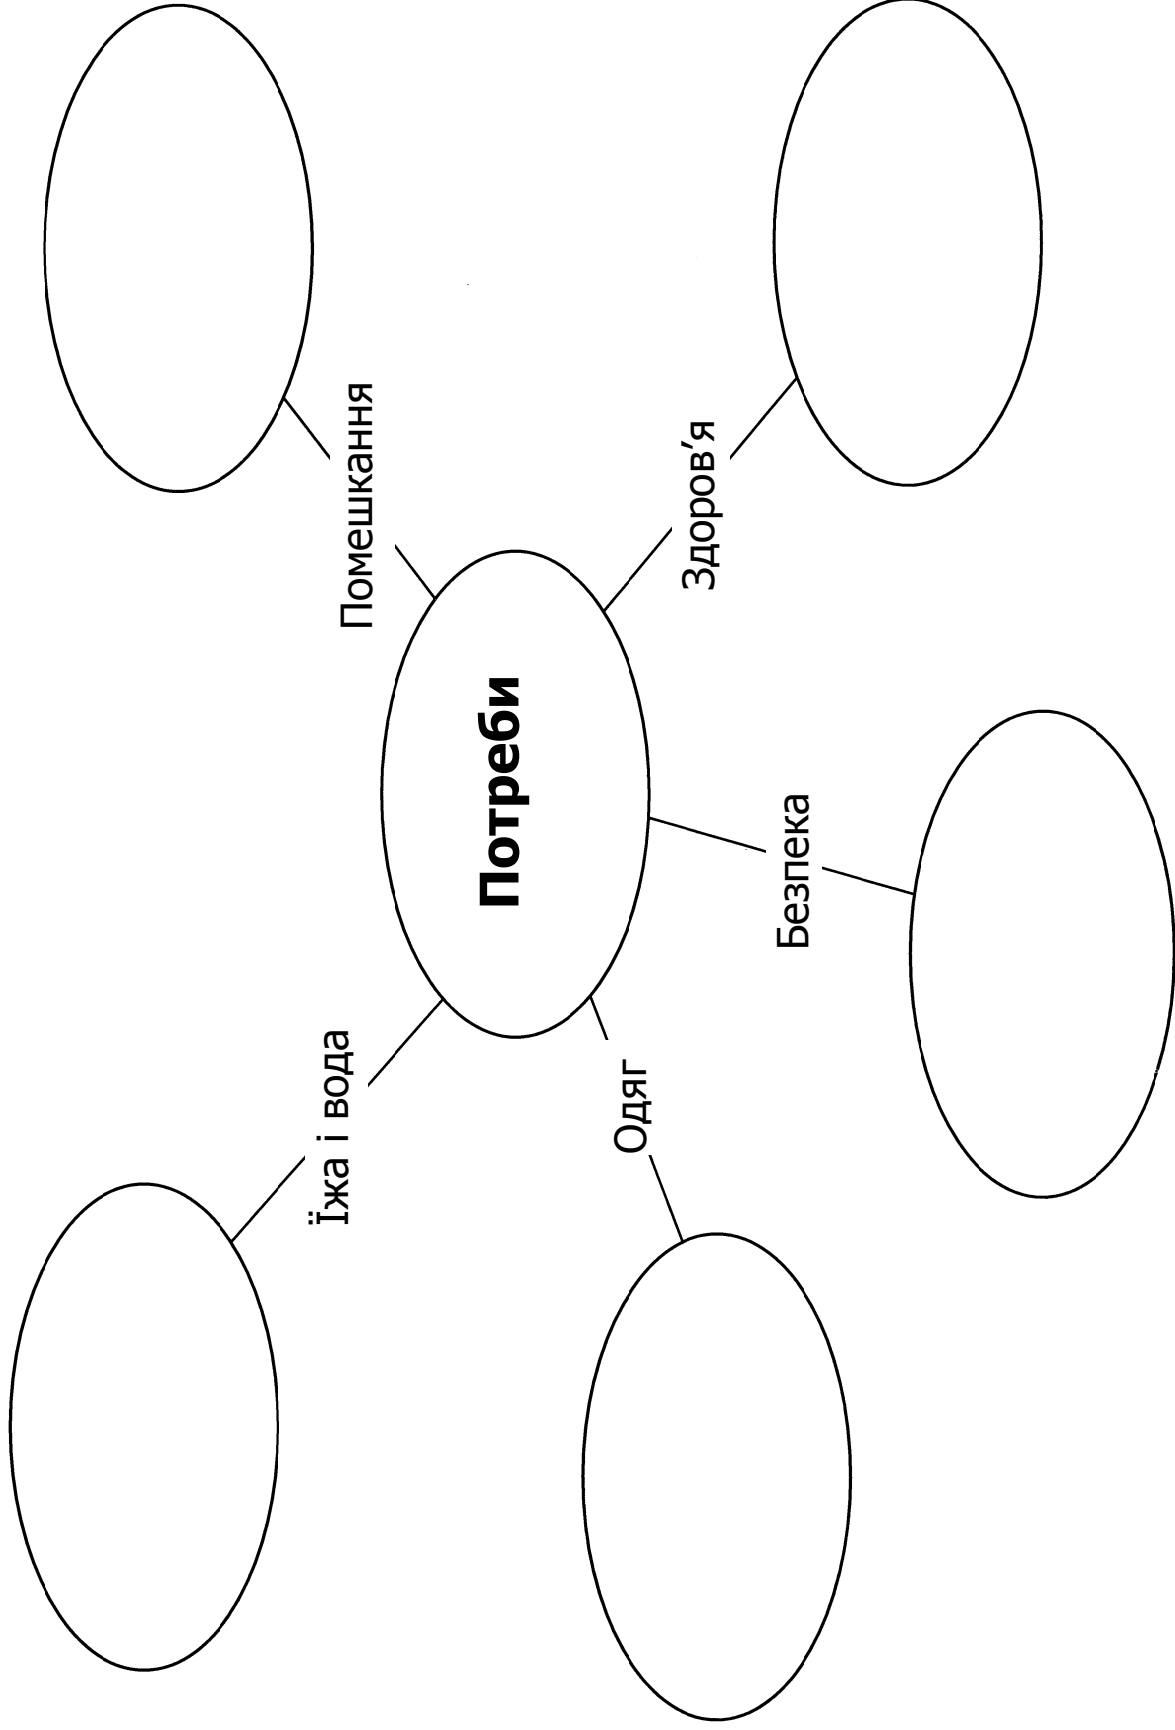 Їжа і вода
Помешкання
Потреби
Одяг
Здоров’я
Безпека